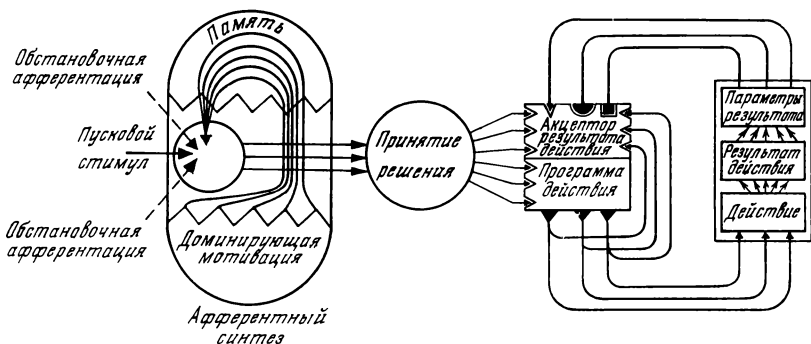 Память
Обстановочная
афферентация
Пусковой
стимул
Обстановочная
афферентация
Доминирующая
мотивация
Афферентный
синтез
Принятие
решения
Акцептор
результата
действия
Программа
действия
Параметры
результата
Результат
действия
Действие